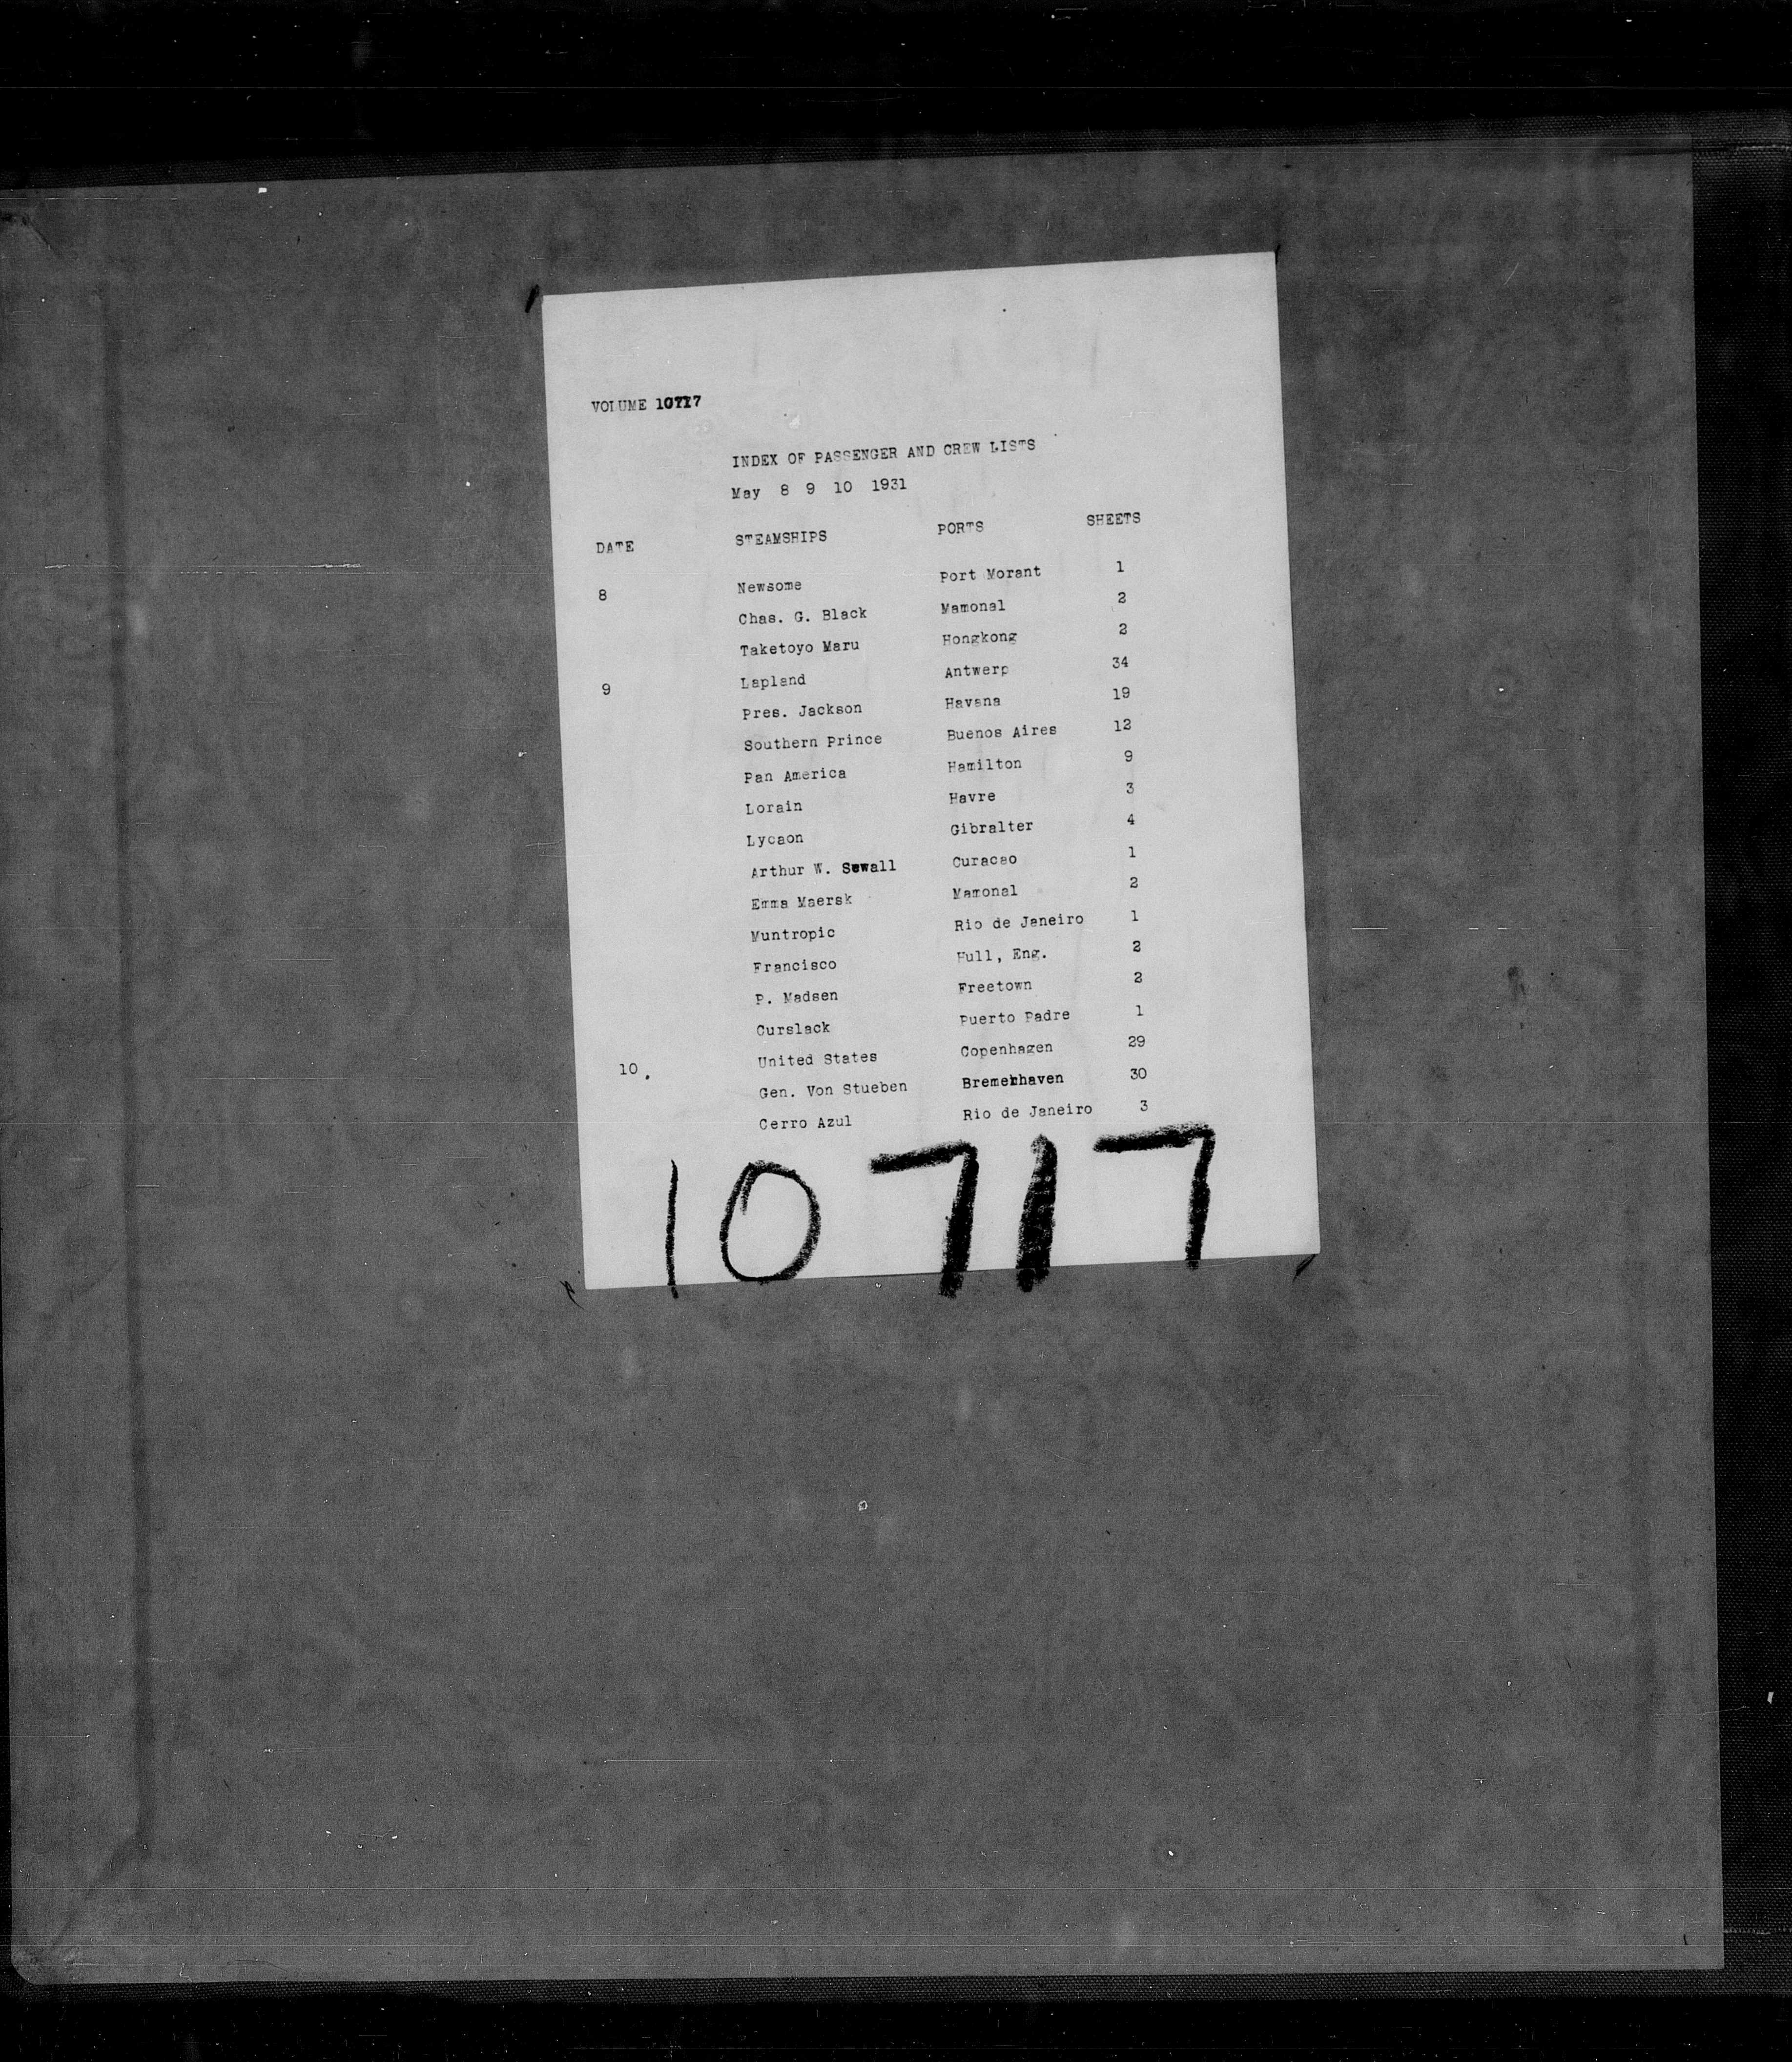 VOLUME 10717
INDEX OF PASSENGER AND CREW LISTS
May 8 9 10 1931
DATE STEAMSHIPS PORTS SHEETS
8 Newsome Port Morant 1
Chas. G. Black Mamonal 2
Taketoyo Maru Hongkong 2
9 Lapland Antwerp 34
Pres. Jackson Havana 19
Southern Prince Buenos Aires 12
Pan America Hamilton 9
Lorain Havre 3
Lycaon Gibralter 4
Arthur W. Sewall Curacao 1
Emma Maersk Mamonal 2
Muntropic Rio de Janeiro 1
Francisco Hull, Eng. 2
P. Madsen Freetown 2
Curslack Puerto Padre 1
10. United States Copenhagen 29
Gen. Von Stueben Bremerhaven 30
Cerro Azul Rio de Janeiro 3
10717